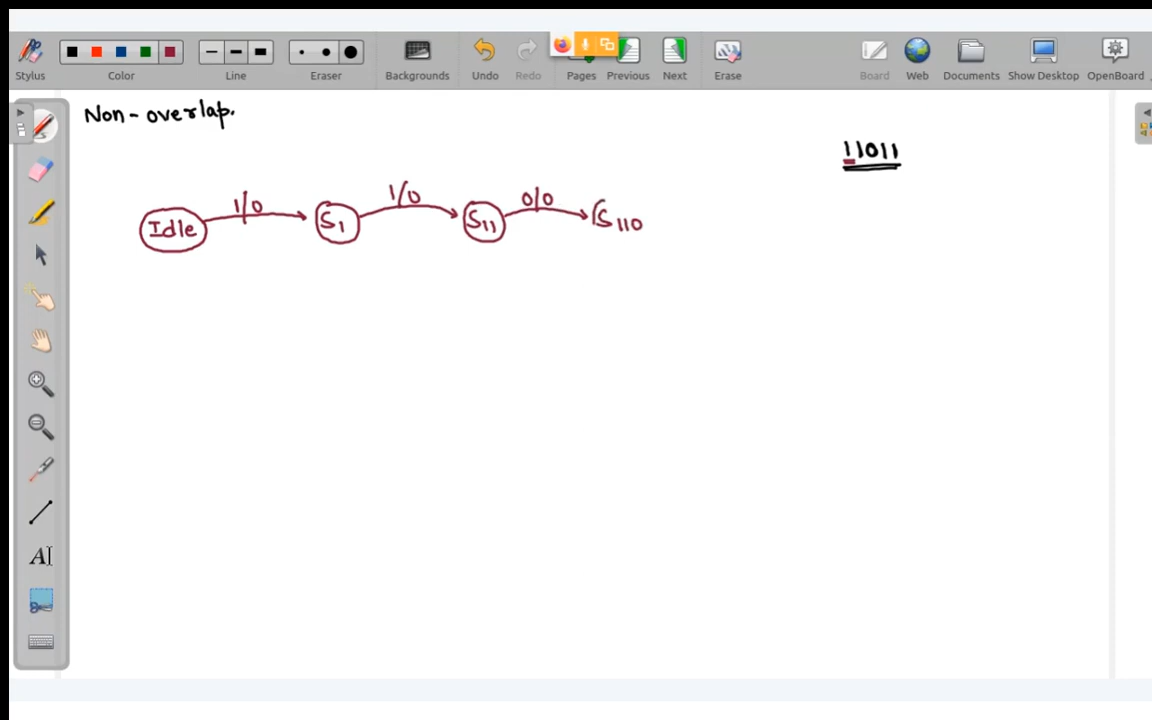 Stylus Color Line Eraser Backgrounds Undo Redo Pages Previous Next Erase Board Web Documents Show Desktop OpenBoard
Non-overlap.
11011
1/0 1/0 0/0
Idle S1 S11 S110
A